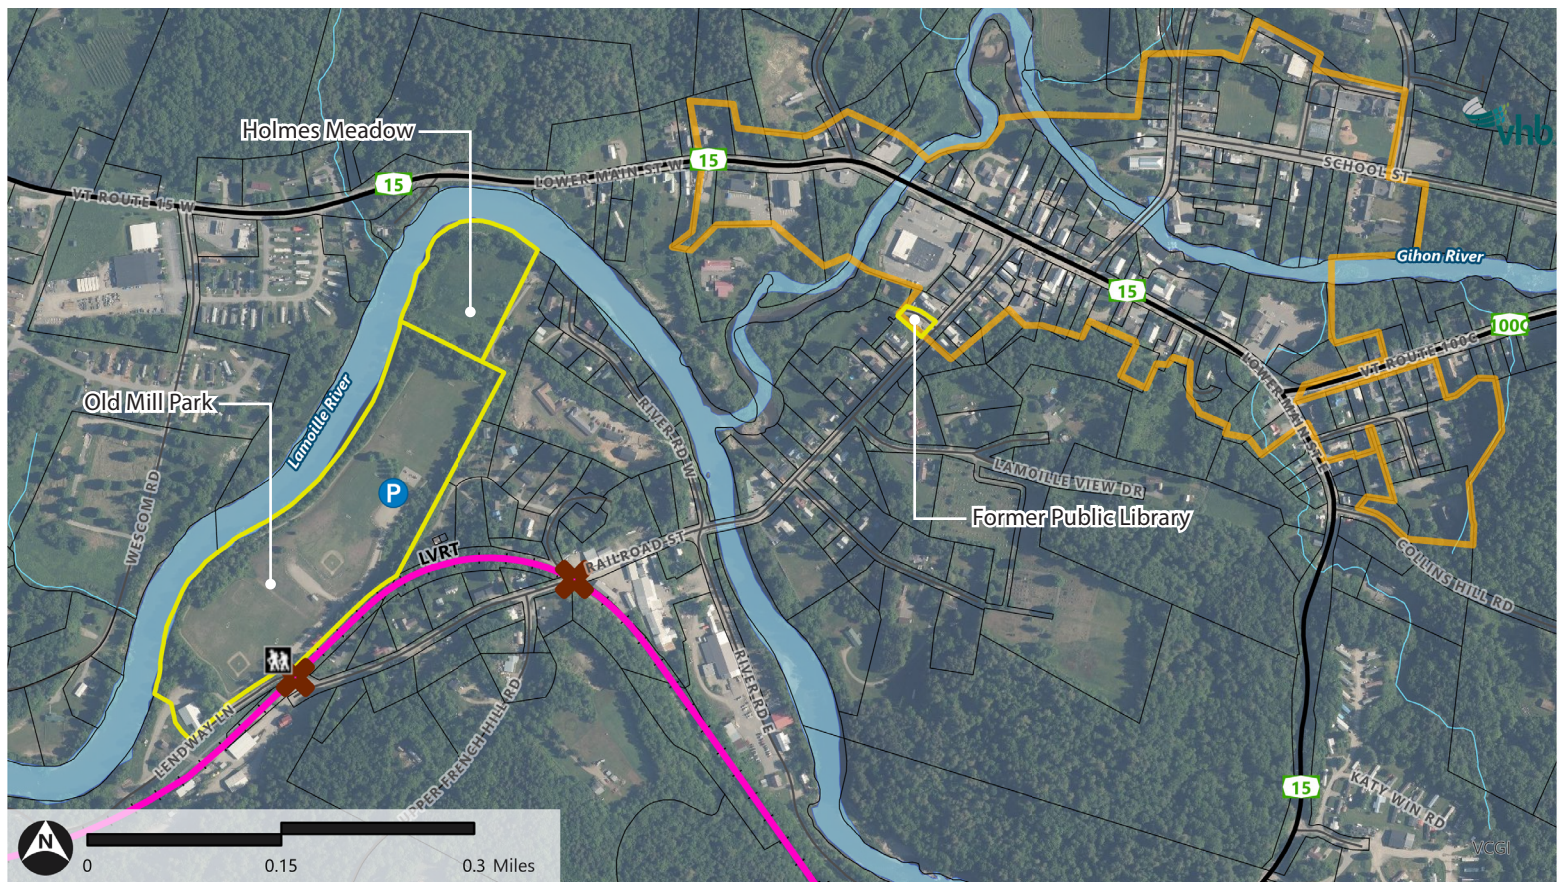 vhb
Holmes Meadow
15
LOWER MAIN ST W
15
SCHOOL ST
VT ROUTE 15 W
Gihon River
15
100C
VT ROUTE 100C
Lamoille River
Old Mill Park
RIVER RD W
P
WESCOM RD
LAMOILLE VIEW DR
Former Public Library
LVRT
RAILROAD ST
COLLINS HILL RD
LENDWAY LN
RIVER RD E
UPPER FRENCH HILL RD
15
KATY WIN RD
VCGI
N
0
0.15
0.3 Miles